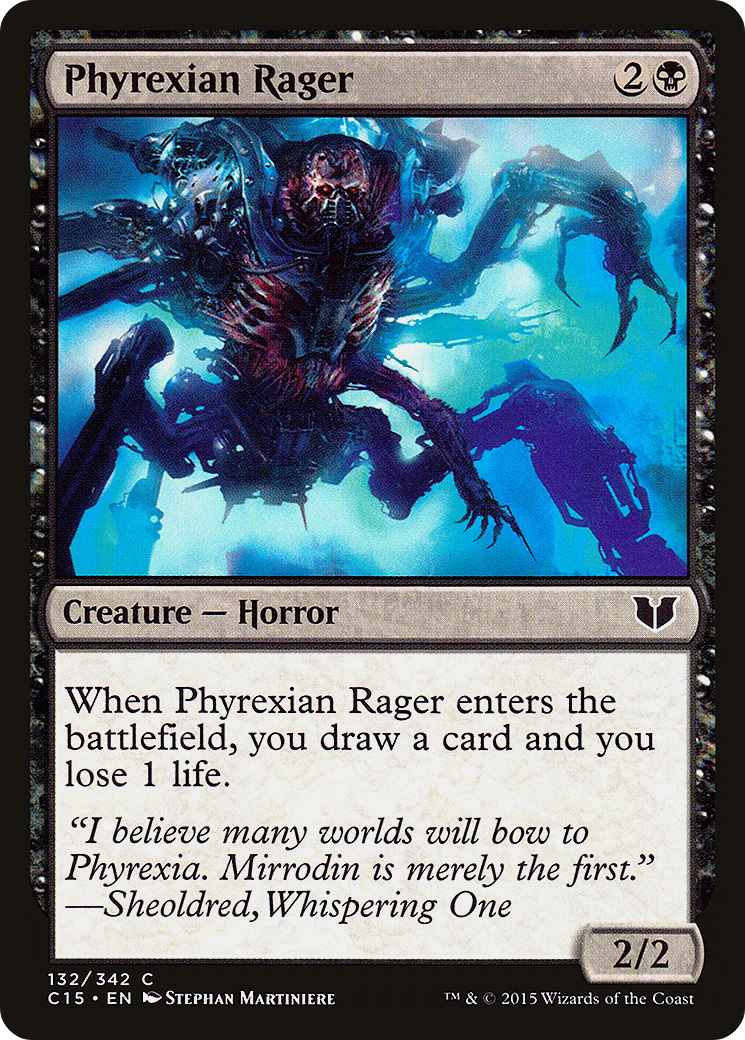 Phyrexian Rager 2
Creature — Horror
When Phyrexian Rager enters the
battlefield, you draw a card and you
lose 1 life.
“I believe many worlds will bow to
Phyrexia. Mirrodin is merely the first.”
—Sheoldred, Whispering One
2/2
132/342 C
C15 • EN Stephan Martiniere
™ & © 2015 Wizards of the Coast